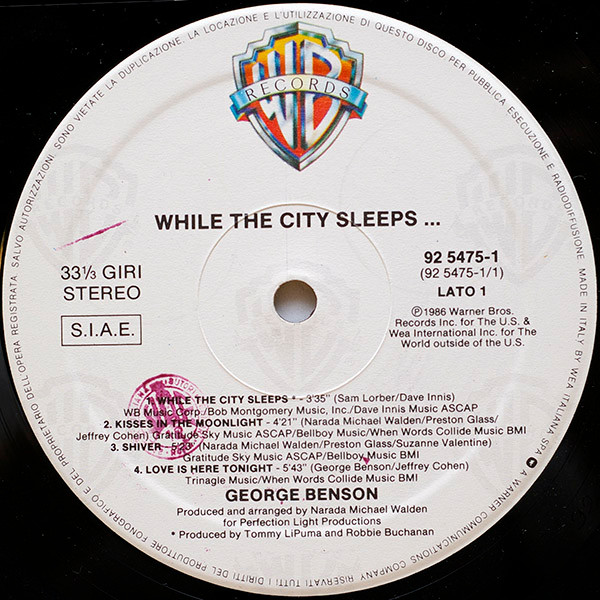 SONO VIETATE LA DUPLICAZIONE, LA LOCAZIONE E L'UTILIZZAZIONE DI QUESTO DISCO PER PUBBLICA ESECUZIONE E RADIODIFFUSIONE. MADE IN ITALY BY WEA ITALIANA SPA
WB
RECORDS
WHILE THE CITY SLEEPS ...
33⅓ GIRI
STEREO
S.I.A.E.
92 5475-1
(92 5475-1/1)
LATO 1
Ⓟ1986 Warner Bros.
Records Inc. for The U.S. &
Wea International Inc. for The
World outside of the U.S.
1. WHILE THE CITY SLEEPS * - 3'35" (Sam Lorber/Dave Innis)
WB Music Corp./Bob Montgomery Music, Inc./Dave Innis Music ASCAP
2. KISSES IN THE MOONLIGHT - 4'21" (Narada Michael Walden/Preston Glass/
Jeffrey Cohen) Gratitude Sky Music ASCAP/Bellboy Music/When Words Collide Music BMI
3. SHIVER (Narada Michael Walden/Preston Glass/Suzanne Valentine)
Gratitude Sky Music ASCAP/Bellboy Music BMI
4. LOVE IS HERE TONIGHT - 5'43" (George Benson/Jeffrey Cohen)
Trinagle Music/When Words Collide Music BMI
GEORGE BENSON
Produced and arranged by Narada Michael Walden
for Perfection Light Productions
* Produced by Tommy LiPuma and Robbie Buchanan
A WARNER COMMUNICATIONS COMPANY RISERVATI TUTTI I DIRITTI DEL PRODUTTORE FONOGRAFICO E DEL PROPRIETARIO DELL'OPERA REGISTRATA. SALVO AUTORIZZAZIONI,